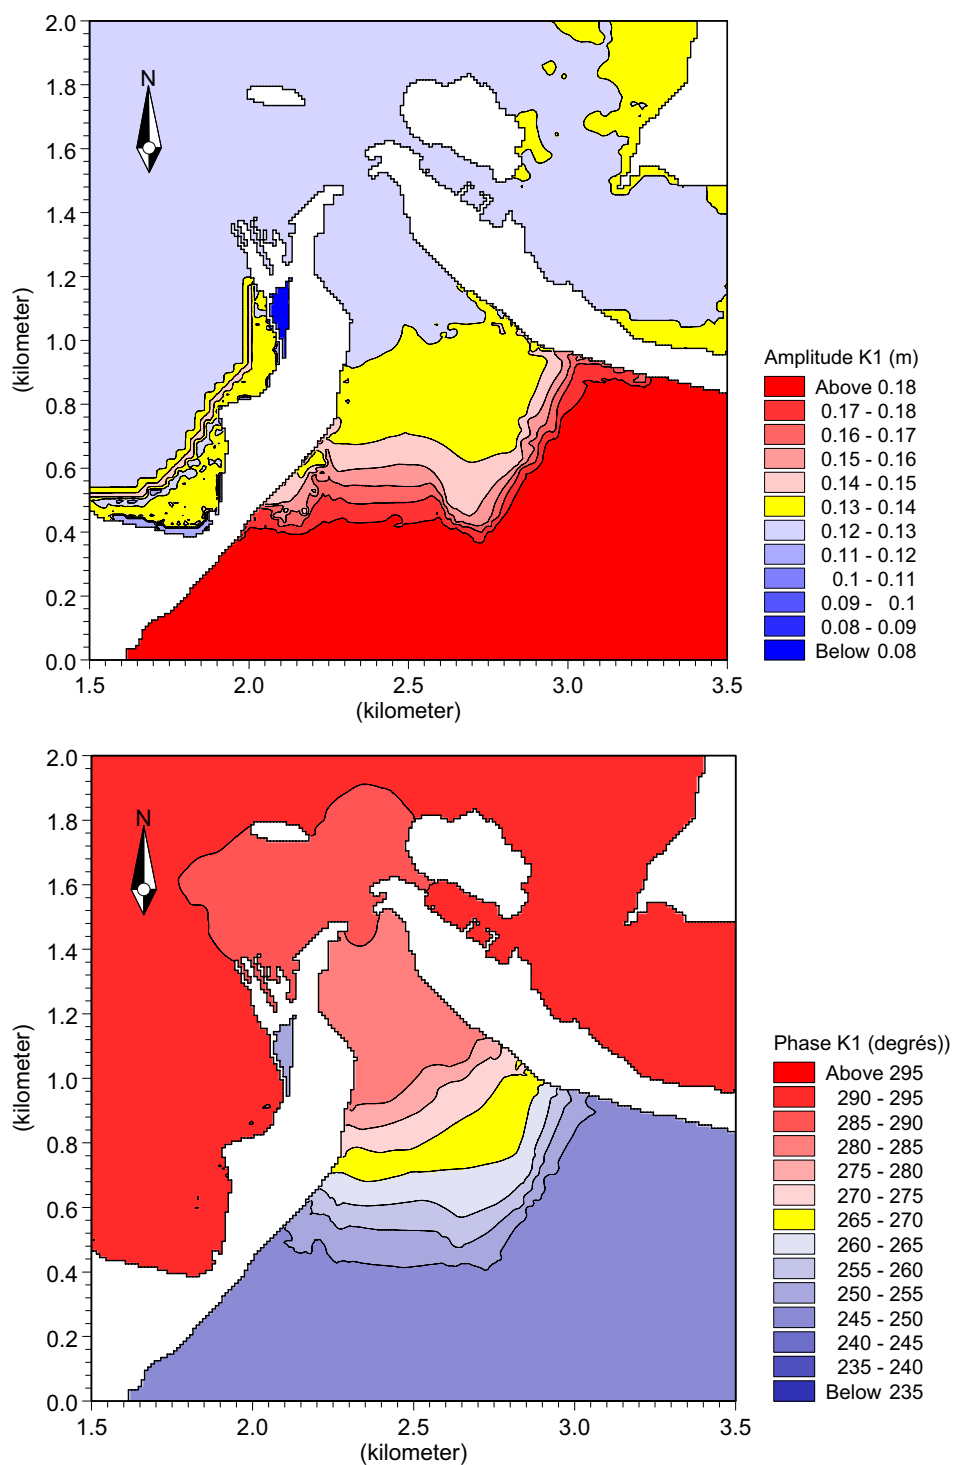 2.0
1.8
1.6
1.4
1.2
1.0
0.8
0.6
0.4
0.2
0.0
(kilometer)
N
1.5 2.0 2.5 3.0 3.5
(kilometer)
Amplitude K1 (m)
Above 0.18
0.17 - 0.18
0.16 - 0.17
0.15 - 0.16
0.14 - 0.15
0.13 - 0.14
0.12 - 0.13
0.11 - 0.12
0.1 - 0.11
0.09 - 0.1
0.08 - 0.09
Below 0.08
2.0
1.8
1.6
1.4
1.2
1.0
0.8
0.6
0.4
0.2
0.0
(kilometer)
N
1.5 2.0 2.5 3.0 3.5
(kilometer)
Phase K1 (degrés))
Above 295
290 - 295
285 - 290
280 - 285
275 - 280
270 - 275
265 - 270
260 - 265
255 - 260
250 - 255
245 - 250
240 - 245
235 - 240
Below 235